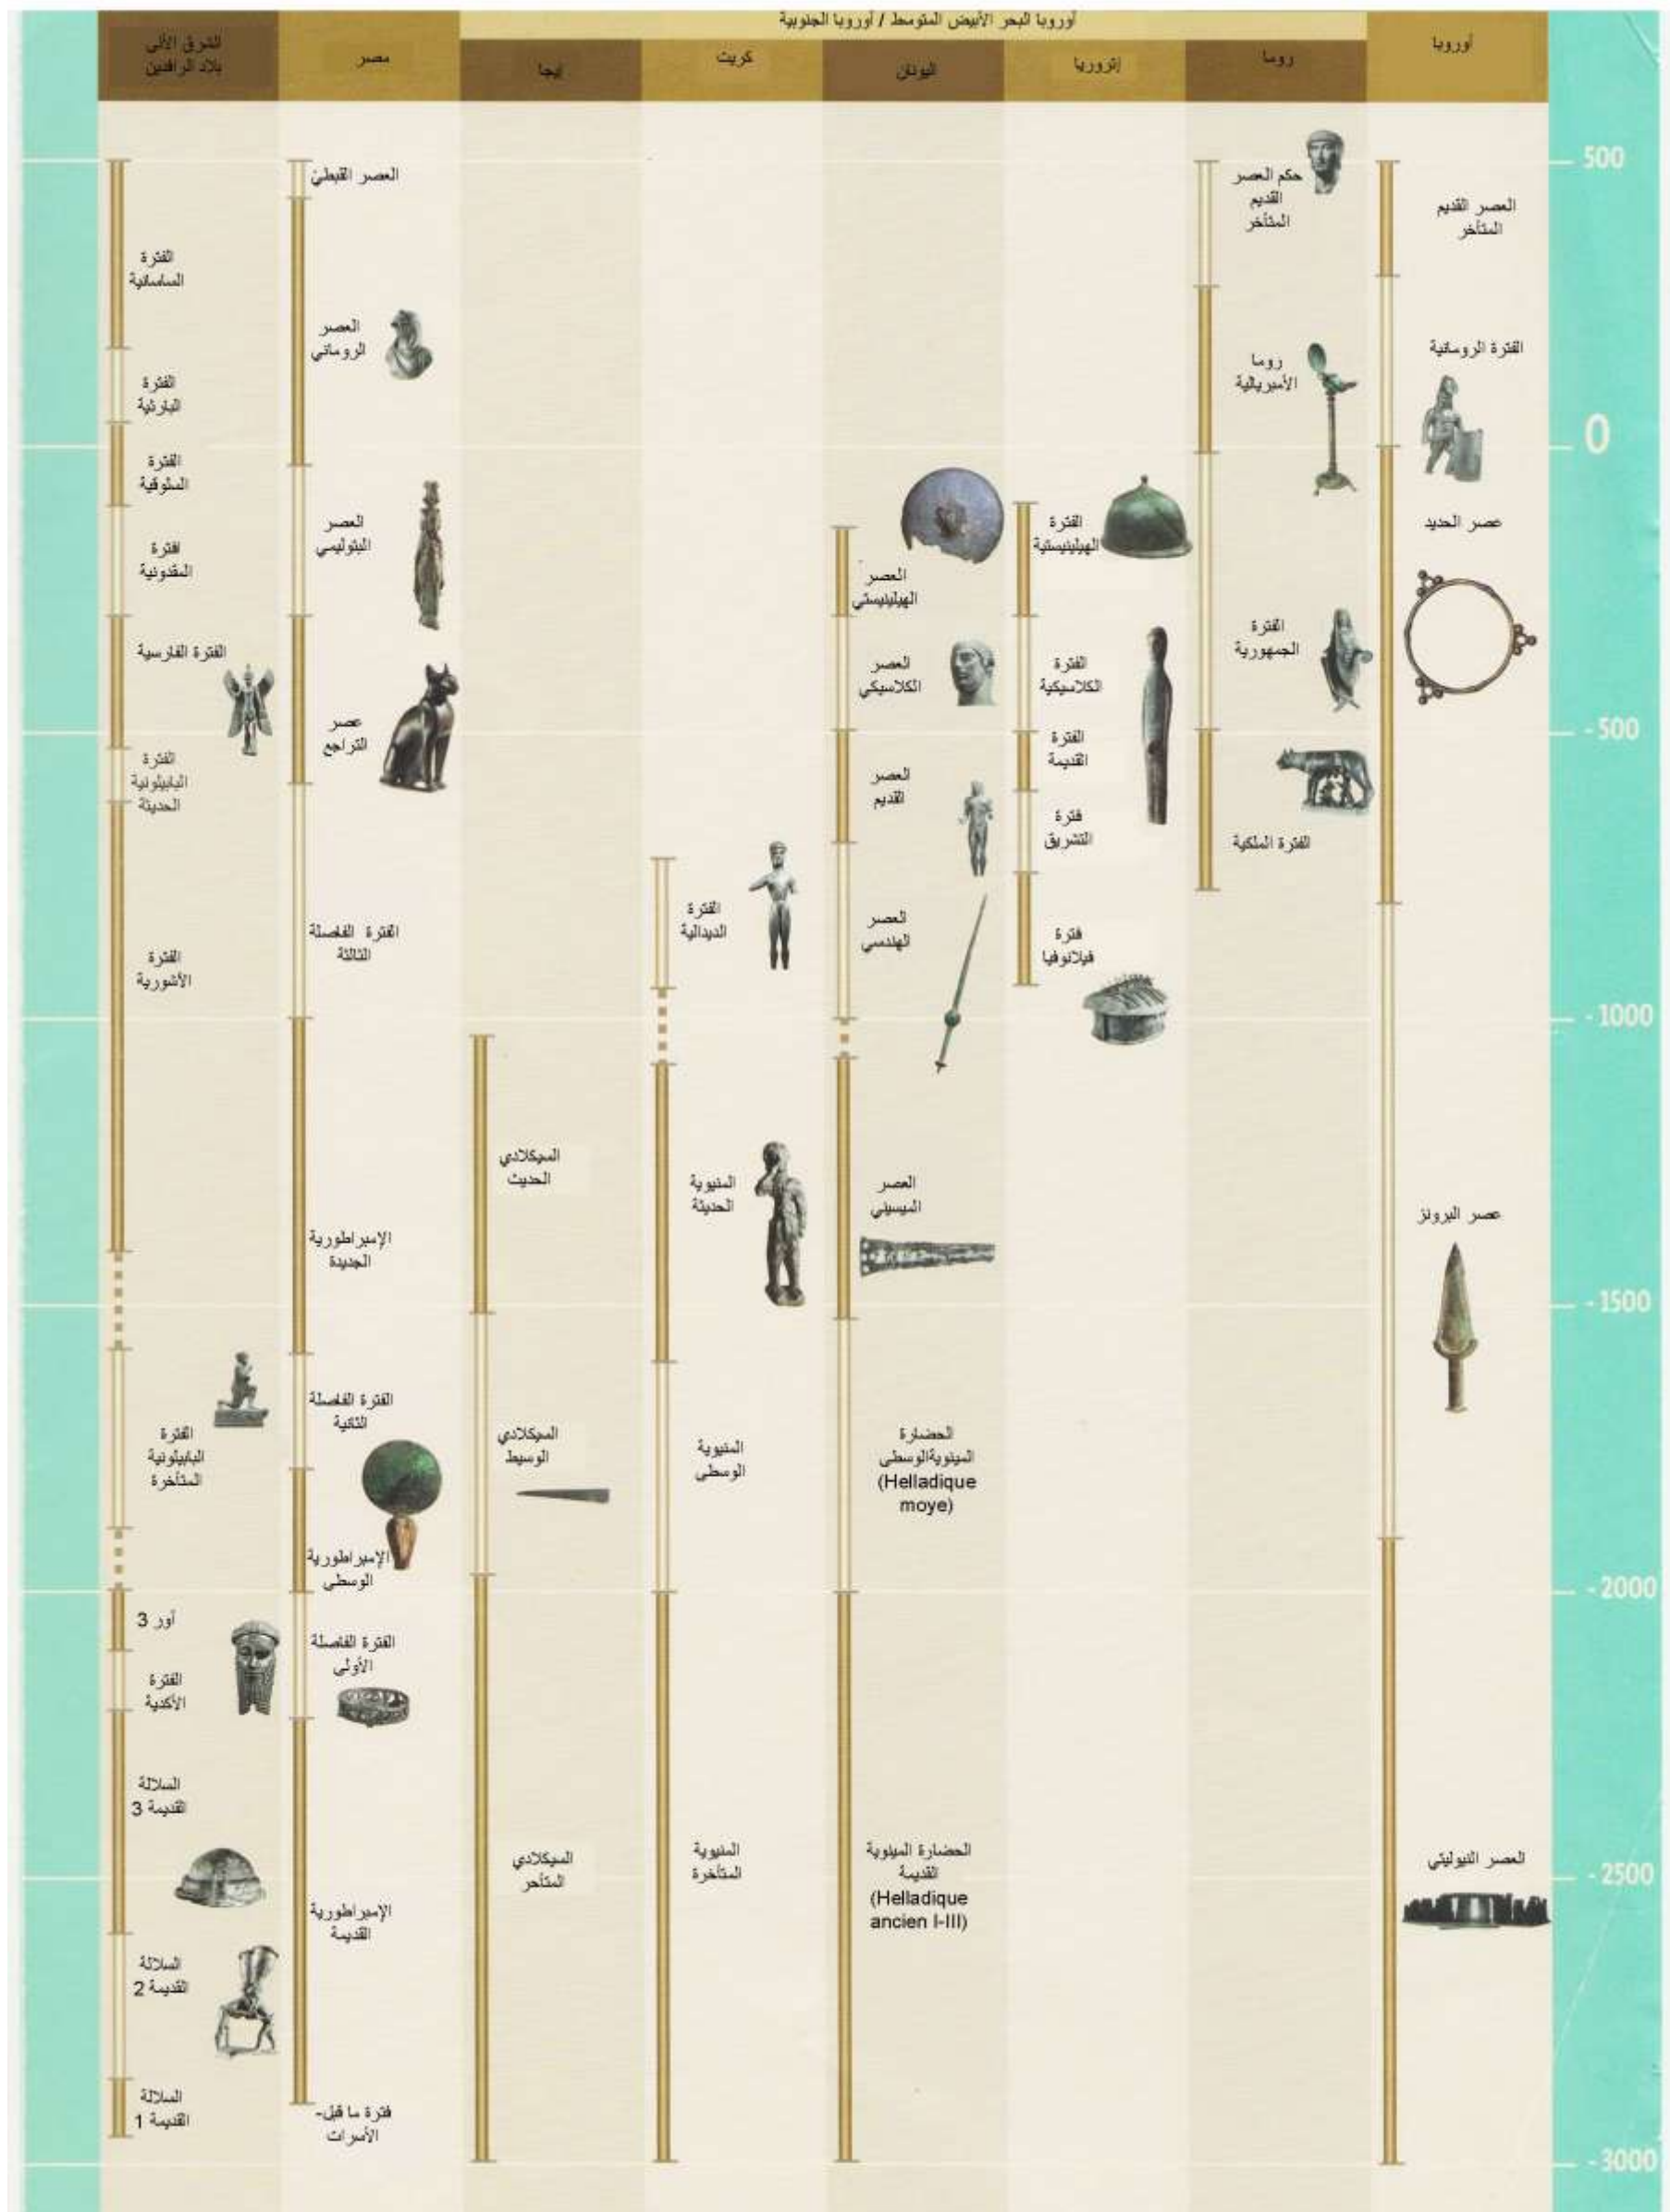 أوروبا البحر الأبيض المتوسط / أوروبا الجنوبية
أوروبا
روما
إتروريا
اليونان
كريت
إيجا
مصر
الشرق الألى
بلاد الرافدين
500
0
-500
-1000
-1500
-2000
-2500
-3000
العصر القديم
المتأخر
الفترة الرومانية
عصر الحديد
عصر البرونز
العصر النيوليتي
حكم العصر
القديم
المتأخر
روما
الأمبريالية
الفترة
الجمهورية
الفترة الملكية
الفترة
الهيلينيستية
الفترة
الكلاسيكية
الفترة
القديمة
فترة
التشريق
فترة
فيلانوفيا
العصر
الهيلينيستي
العصر
الكلاسيكي
العصر
القديم
العصر
الهندسي
العصر
الميسيني
الحضارة
المينويةالوسطى
(Helladique
moye)
الحضارة المينوية
القديمة
(Helladique
ancien I-III)
الفترة
الديدالية
المنيوية
الحديثة
المنيوية
الوسطى
المنيوية
المتأخرة
السيكلادي
الحديث
السيكلادي
الوسيط
السيكلادي
المتأخر
العصر القبطي
العصر
الروماني
العصر
البتوليمي
عصر
التراجع
الفترة الفاصلة
الثالثة
الإمبراطورية
الجديدة
الفترة الفاصلة
الثانية
الإمبراطورية
الوسطى
الفترة الفاصلة
الأولى
الإمبراطورية
القديمة
فترة ما قبل-
الأسرات
الفترة
الساسانية
الفترة
البارثية
الفترة
السلوقية
افترة
المقدونية
الفترة الفارسية
الفترة
البابيلونية
الحديثة
الفترة
الأشورية
الفترة
البابيلونية
المتأخرة
أور 3
الفترة
الأكدية
السلالة
القديمة 3
السلالة
القديمة 2
السلالة
القديمة 1